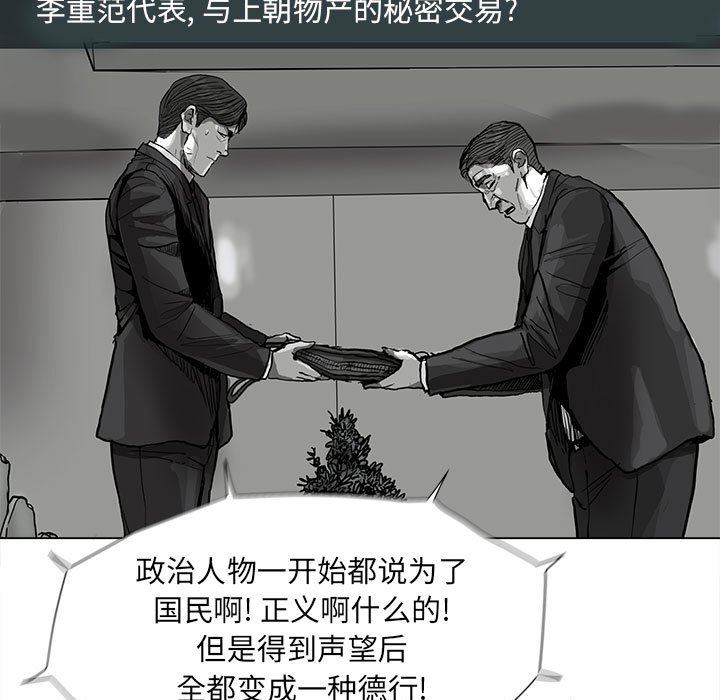 李重范代表, 与上朝物产的秘密交易?
政治人物一开始都说为了
国民啊! 正义啊什么的!
但是得到声望后
全都变成一种德行!